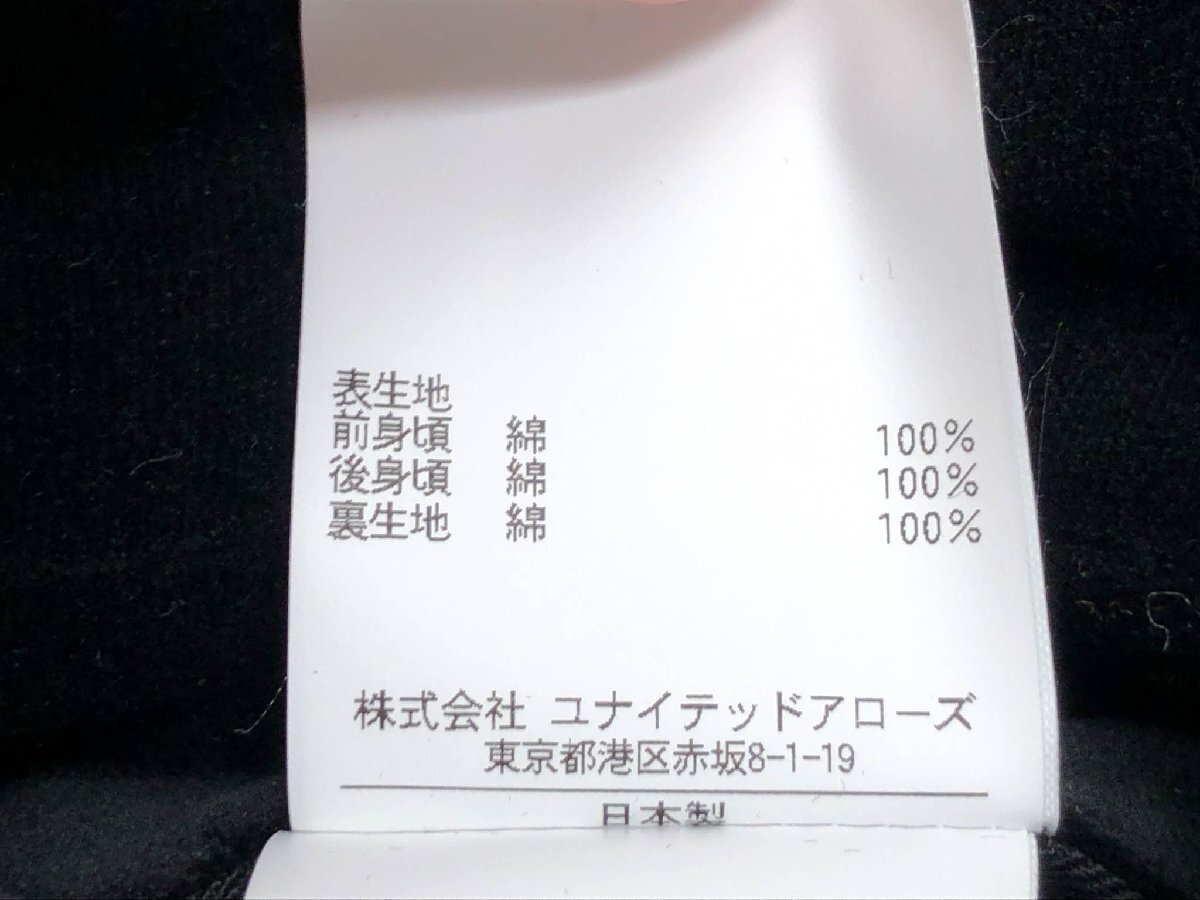 表生地
前身頃 綿 100%
後身頃 綿 100%
裏生地 綿 100%
株式会社 ユナイテッドアローズ
東京都港区赤坂8-1-19
日本製